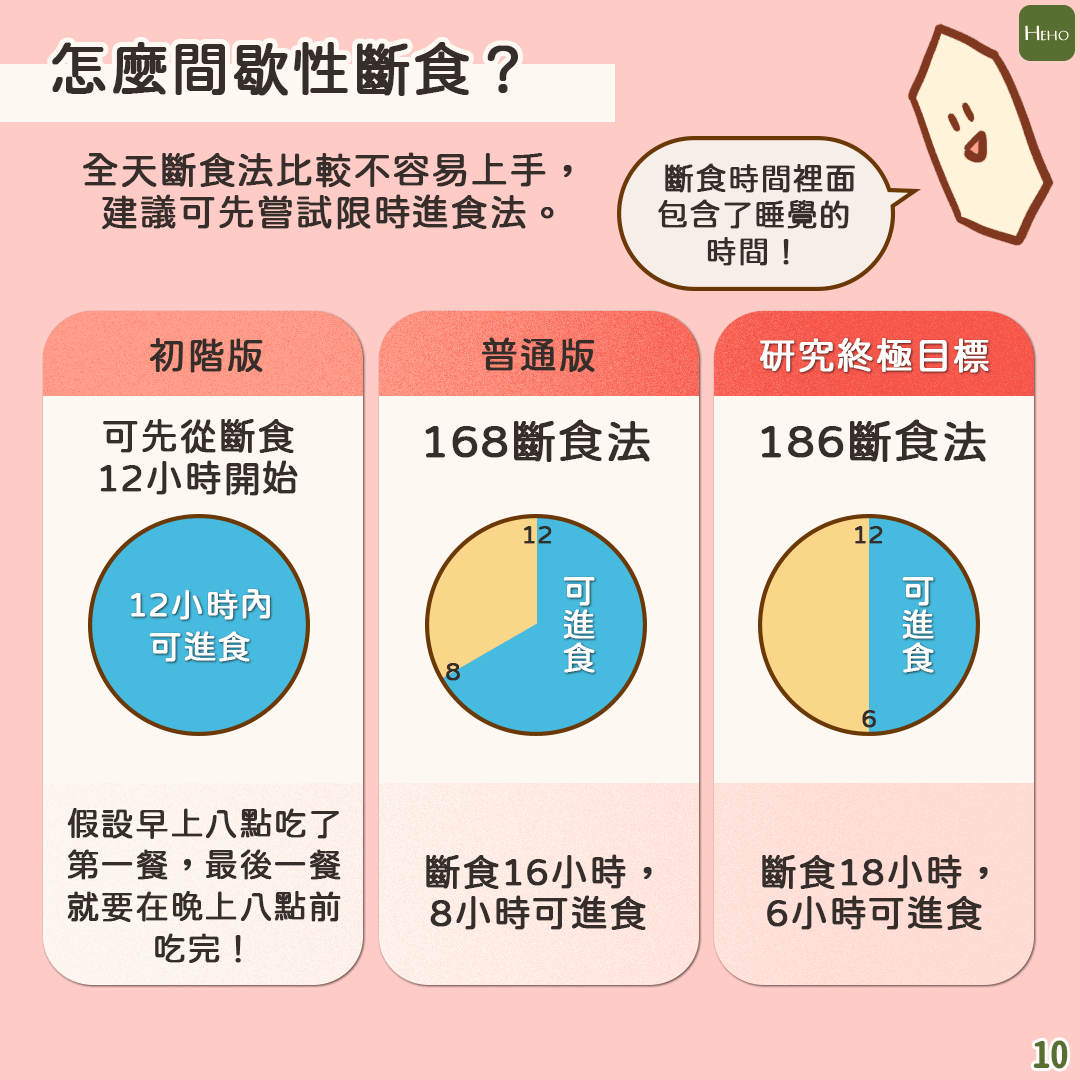 HEHO
怎麼間歇性斷食？
全天斷食法比較不容易上手，
建議可先嘗試限時進食法。
斷食時間裡面
包含了睡覺的
時間！
初階版
可先從斷食
12小時開始
12小時內
可進食
假設早上八點吃了
第一餐，最後一餐
就要在晚上八點前
吃完！
普通版
168斷食法
12
可進食
8
斷食16小時，
8小時可進食
研究終極目標
186斷食法
12
可進食
6
斷食18小時，
6小時可進食
10